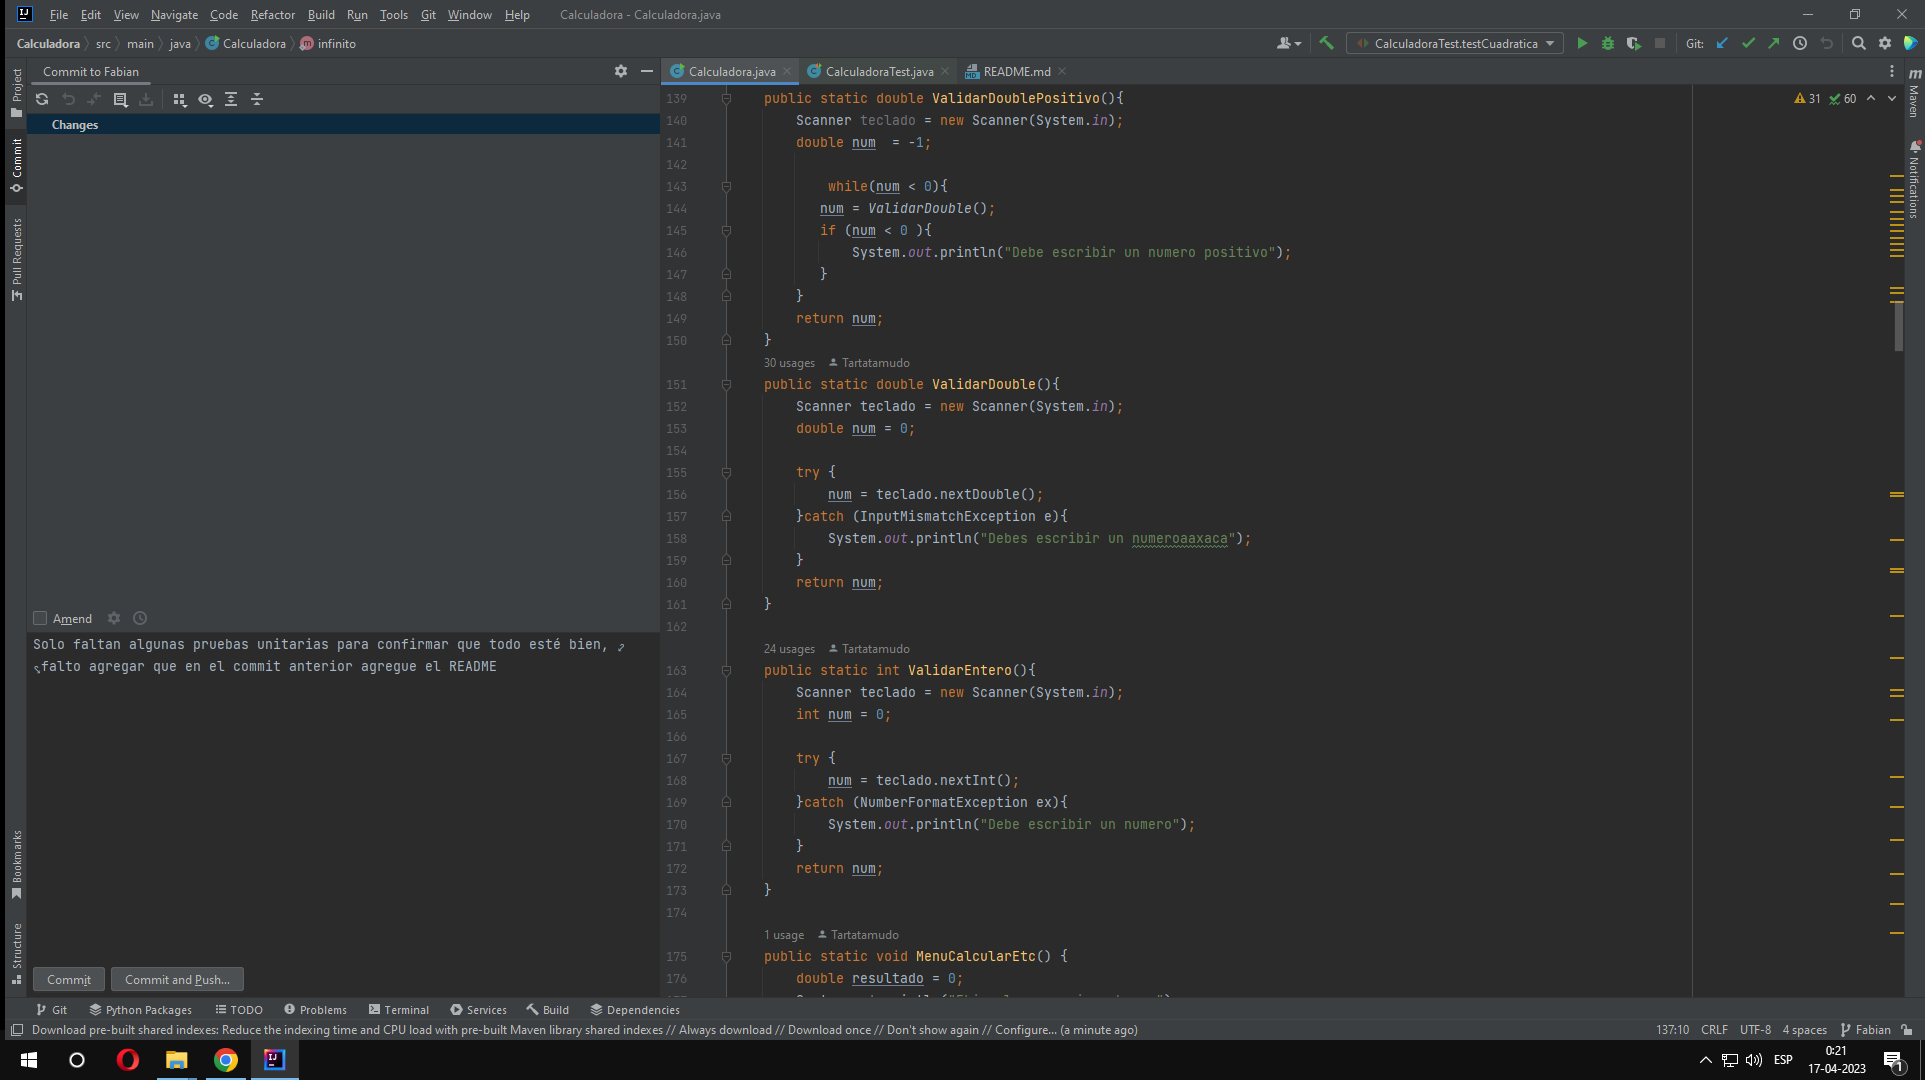 File Edit View Navigate Code Refactor Build Run Tools Git Window Help Calculadora - Calculadora.java
Calculadora src main java Calculadora infinito CalculadoraTest.testCuadratica Git:
Commit to Fabian
Calculadora.java CalculadoraTest.java README.md
Changes
Project
Commit
Pull Requests
Bookmarks
Structure
Maven
Notifications
31 60
139 public static double ValidarDoublePositivo(){
140 Scanner teclado = new Scanner(System.in);
141 double num  = -1;
142
143 while(num < 0){
144 num = ValidarDouble();
145 if (num < 0 ){
146 System.out.println("Debe escribir un numero positivo");
147 }
148 }
149 return num;
150 }
30 usages Tartatamudo
151 public static double ValidarDouble(){
152 Scanner teclado = new Scanner(System.in);
153 double num = 0;
154
155 try {
156 num = teclado.nextDouble();
157 }catch (InputMismatchException e){
158 System.out.println("Debes escribir un numeroaaxaca");
159 }
160 return num;
161 }
162
24 usages Tartatamudo
163 public static int ValidarEntero(){
164 Scanner teclado = new Scanner(System.in);
165 int num = 0;
166
167 try {
168 num = teclado.nextInt();
169 }catch (NumberFormatException ex){
170 System.out.println("Debe escribir un numero");
171 }
172 return num;
173 }
174
1 usage Tartatamudo
175 public static void MenuCalcularEtc() {
176 double resultado = 0;
Amend
Solo faltan algunas pruebas unitarias para confirmar que todo esté bien,
falto agregar que en el commit anterior agregue el README
Commit Commit and Push...
Git Python Packages TODO Problems Terminal Services Build Dependencies
Download pre-built shared indexes: Reduce the indexing time and CPU load with pre-built Maven library shared indexes // Always download // Download once // Don't show again // Configure... (a minute ago) 137:10 CRLF UTF-8 4 spaces Fabian
ESP
0:21
17-04-2023
1